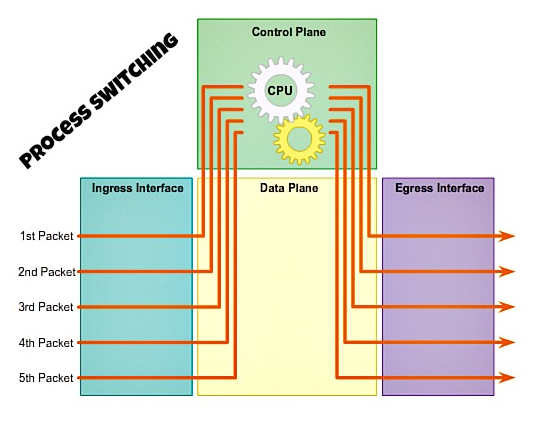 PROCESS SWITCHING
Control Plane
CPU
Ingress Interface
Data Plane
Egress Interface
1st Packet
2nd Packet
3rd Packet
4th Packet
5th Packet